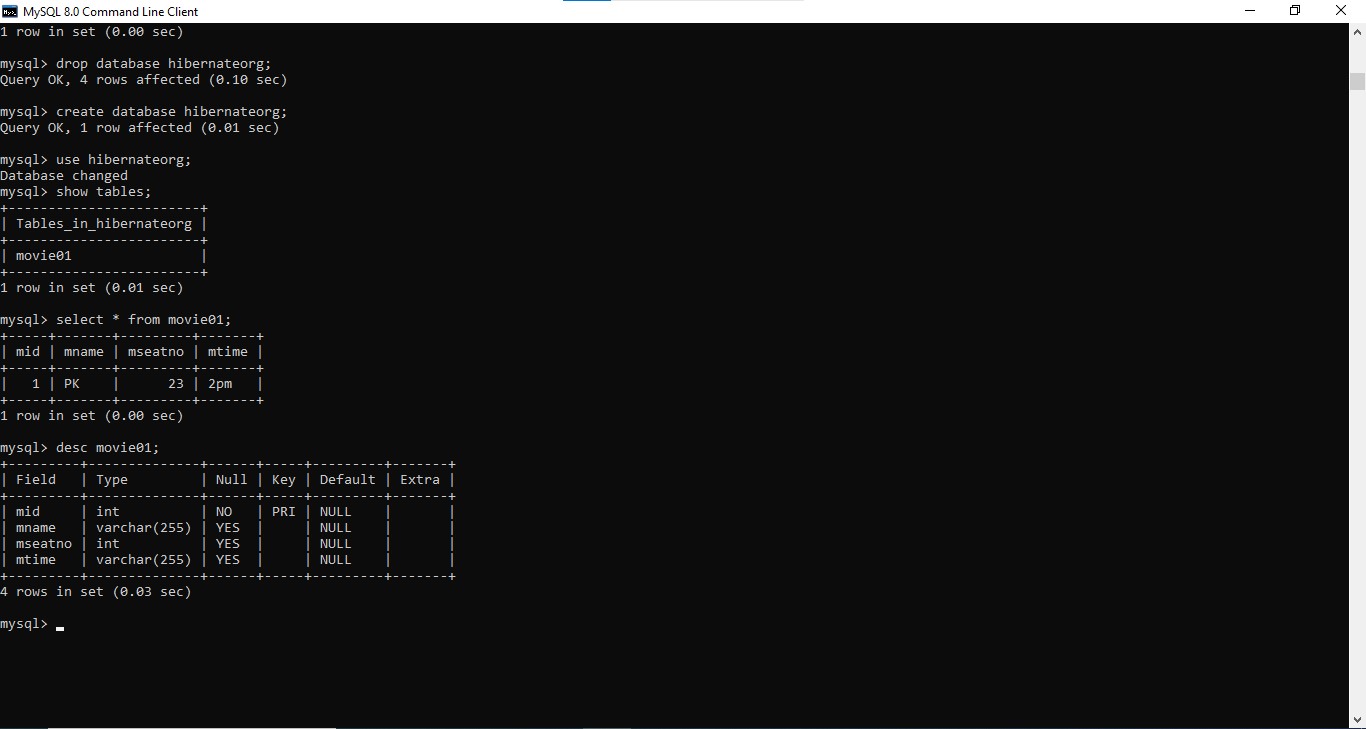 MySQL 8.0 Command Line Client
1 row in set (0.00 sec)
mysql> drop database hibernateorg;
Query OK, 4 rows affected (0.10 sec)
mysql> create database hibernateorg;
Query OK, 1 row affected (0.01 sec)
mysql> use hibernateorg;
Database changed
mysql> show tables;
+------------------------+
| Tables_in_hibernateorg |
+------------------------+
| movie01                |
+------------------------+
1 row in set (0.01 sec)
mysql> select * from movie01;
+-----+-------+---------+-------+
| mid | mname | mseatno | mtime |
+-----+-------+---------+-------+
|   1 | PK    |      23 | 2pm   |
+-----+-------+---------+-------+
1 row in set (0.00 sec)
mysql> desc movie01;
+---------+--------------+------+-----+---------+-------+
| Field   | Type         | Null | Key | Default | Extra |
+---------+--------------+------+-----+---------+-------+
| mid     | int          | NO   | PRI | NULL    |       |
| mname   | varchar(255) | YES  |     | NULL    |       |
| mseatno | int          | YES  |     | NULL    |       |
| mtime   | varchar(255) | YES  |     | NULL    |       |
+---------+--------------+------+-----+---------+-------+
4 rows in set (0.03 sec)
mysql>